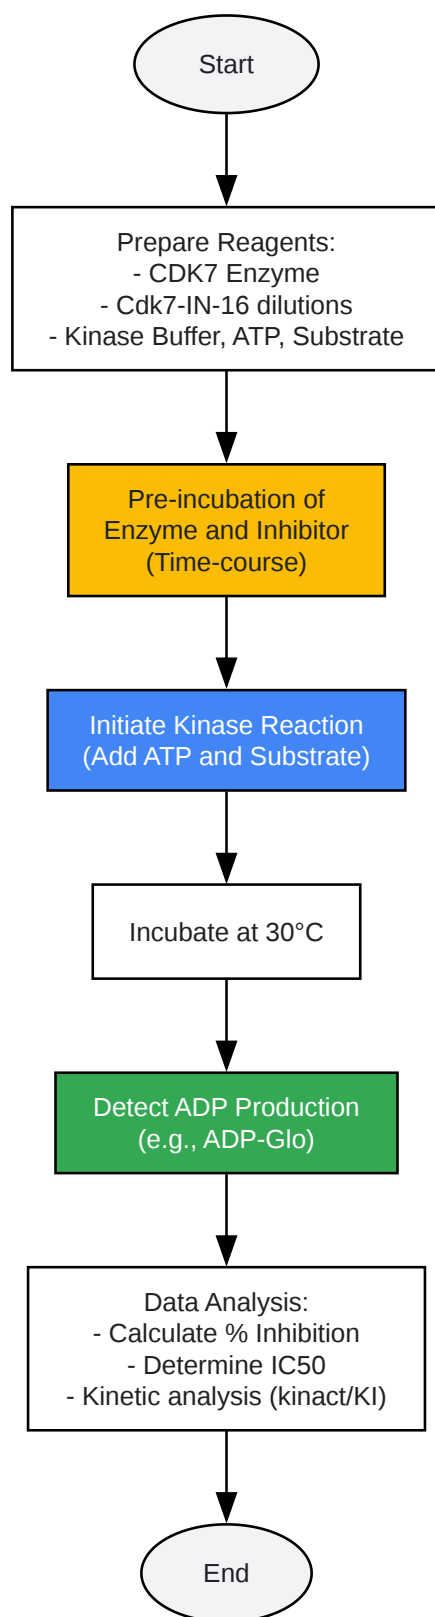 Start
Prepare Reagents:
- CDK7 Enzyme
- Cdk7-IN-16 dilutions
- Kinase Buffer, ATP, Substrate
Pre-incubation of
Enzyme and Inhibitor
(Time-course)
Initiate Kinase Reaction
(Add ATP and Substrate)
Incubate at 30°C
Detect ADP Production
(e.g., ADP-Glo)
Data Analysis:
- Calculate % Inhibition
- Determine IC50
- Kinetic analysis (kinact/KI)
End